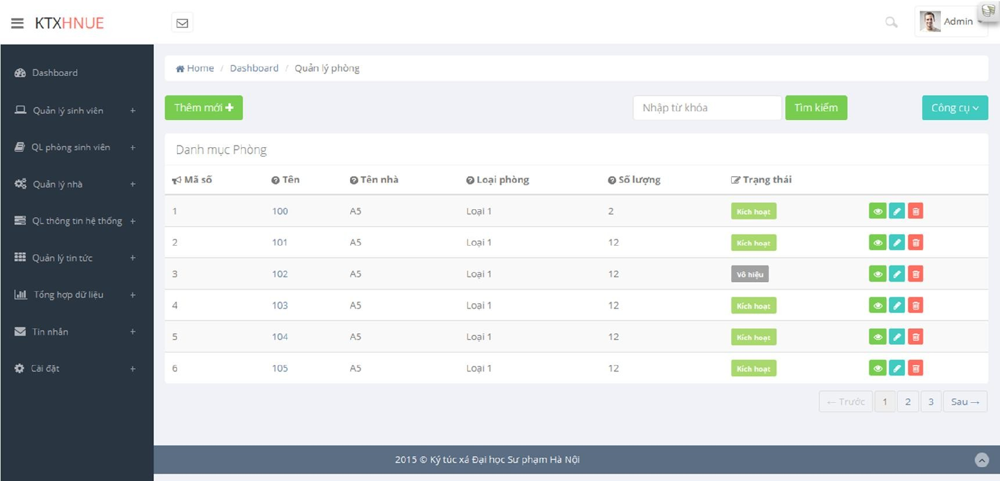 KTXHNUE
Admin
Home / Dashboard / Quản lý phòng
Dashboard
Quản lý sinh viên +
QL phòng sinh viên +
Quản lý nhà +
QL thông tin hệ thống +
Quản lý tin tức +
Tổng hợp dữ liệu +
Tin nhắn +
Cài đặt +
Thêm mới
Nhập từ khóa
Tìm kiếm
Công cụ
Danh mục Phòng
Mã số Tên Tên nhà Loại phòng Số lượng Trạng thái
1 100 A5 Loại 1 2 Kích hoạt
2 101 A5 Loại 1 12 Kích hoạt
3 102 A5 Loại 1 12 Vô hiệu
4 103 A5 Loại 1 12 Kích hoạt
5 104 A5 Loại 1 12 Kích hoạt
6 105 A5 Loại 1 12 Kích hoạt
← Trước 1 2 3 Sau →
2015 © Ký túc xá Đại học Sư phạm Hà Nội